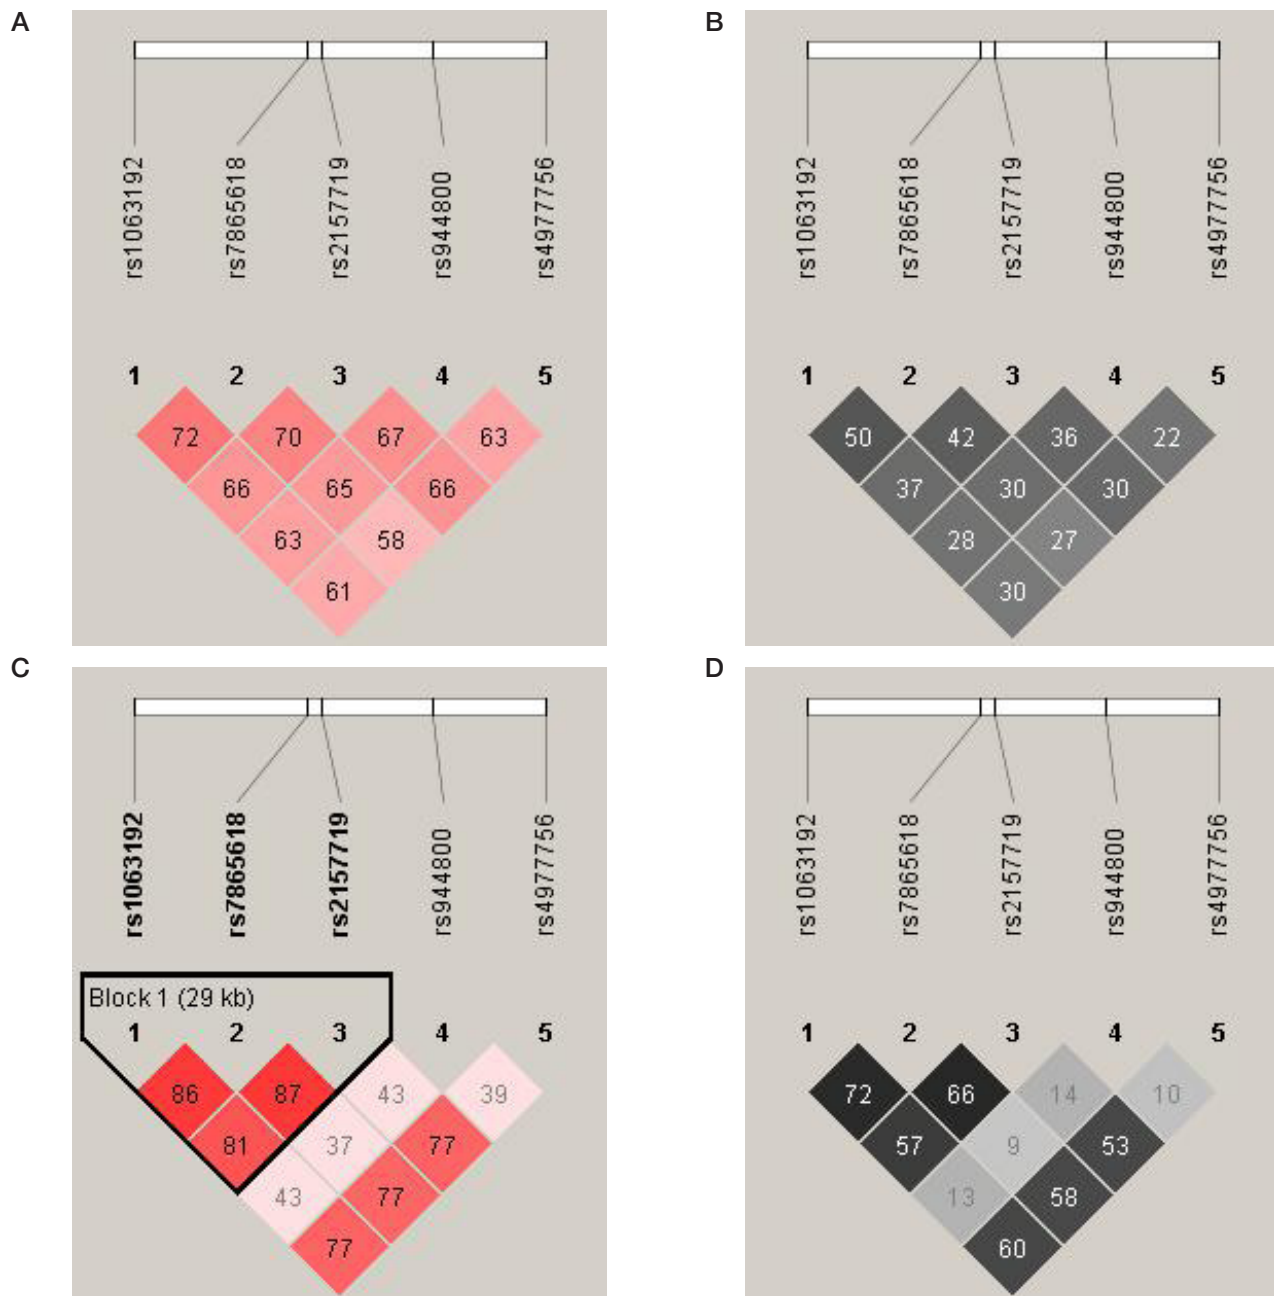 A
rs1063192
rs7865618
rs2157719
rs944800
rs4977756
1 2 3 4 5
72 70 67 63
66 65 66
63 58
61
B
rs1063192
rs7865618
rs2157719
rs944800
rs4977756
1 2 3 4 5
50 42 36 22
37 30 30
28 27
30
C
rs1063192
rs7865618
rs2157719
rs944800
rs4977756
Block 1 (29 kb)
1 2 3 4 5
86 87 43 39
81 37 77
43 77
77
D
rs1063192
rs7865618
rs2157719
rs944800
rs4977756
1 2 3 4 5
72 66 14 10
57 9 53
13 58
60